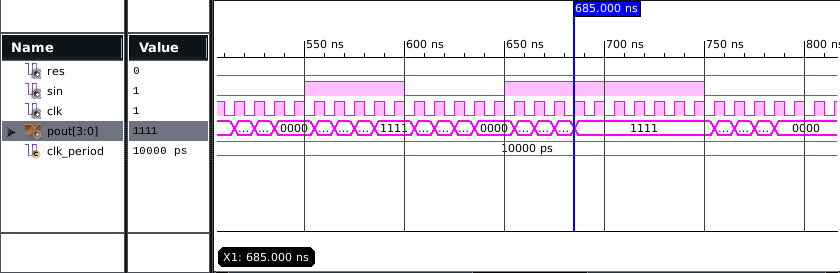 685.000 ns
Name Value
550 ns 600 ns 650 ns 700 ns 750 ns 800 n
res 0
sin 1
clk 1
pout[3:0] 1111 ... ... 0000 ... ... ... 1111 ... ... ... 0000 ... ... ... 1111 ... ... ... 0000
clk_period 10000 ps 10000 ps
X1: 685.000 ns